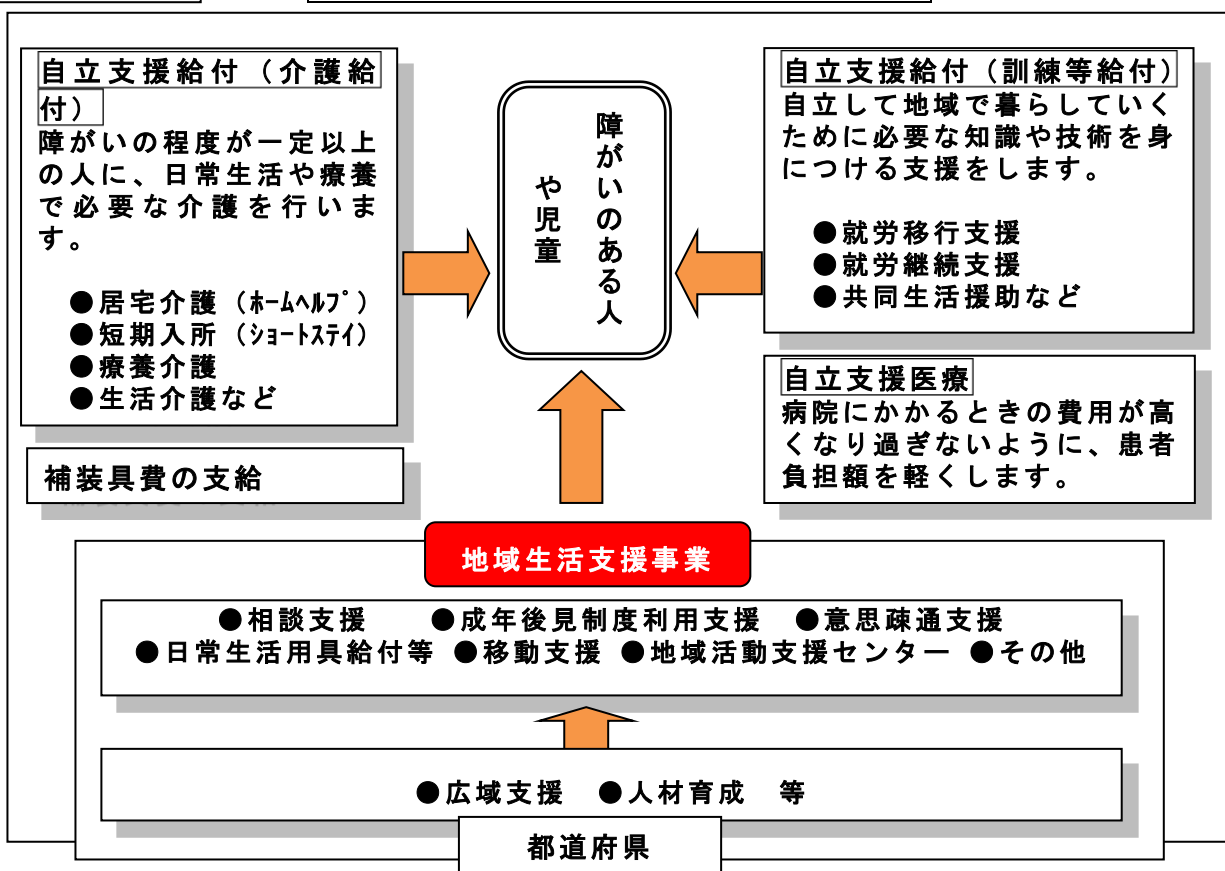 自立支援給付（介護給
付）
障がいの程度が一定以上
の人に、日常生活や療養
で必要な介護を行いま
す。
●居宅介護（ﾎｰﾑﾍﾙﾌﾟ）
●短期入所（ｼｮｰﾄｽﾃｲ）
●療養介護
●生活介護など
補装具費の支給
障がいのある人
や児童
自立支援給付（訓練等給付）
自立して地域で暮らしていく
ために必要な知識や技術を身
につける支援をします。
●就労移行支援
●就労継続支援
●共同生活援助など
自立支援医療
病院にかかるときの費用が高
くなり過ぎないように、患者
負担額を軽くします。
地域生活支援事業
●相談支援　●成年後見制度利用支援　●意思疎通支援
●日常生活用具給付等 ●移動支援 ●地域活動支援センター ●その他
●広域支援　●人材育成　等
都道府県